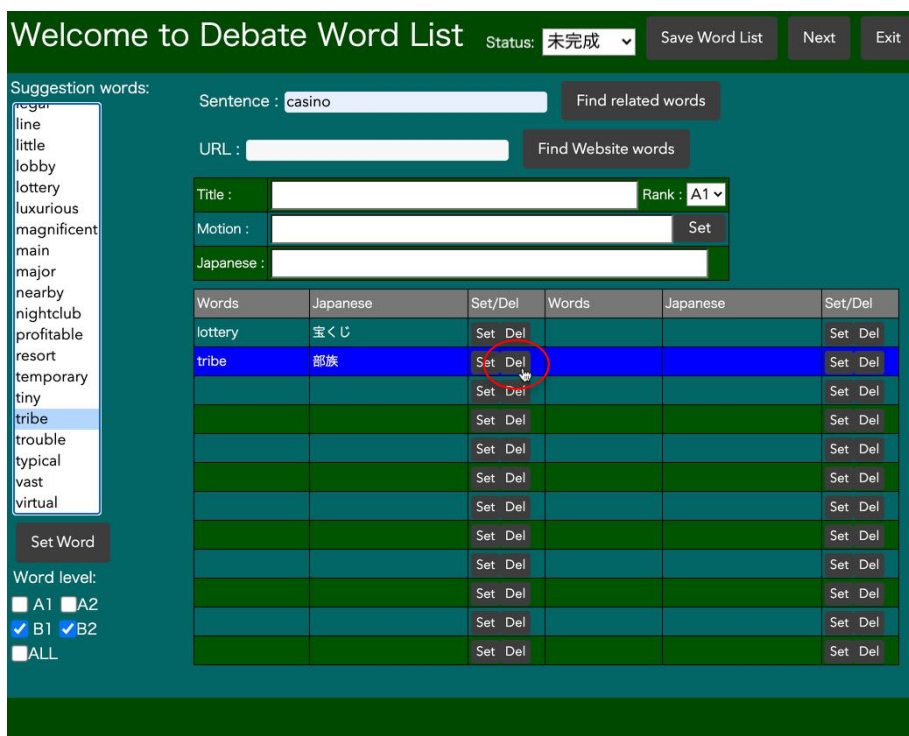 Welcome to Debate Word List Status: 未完成 Save Word List Next Exit
Suggestion words:
legal
line
little
lobby
lottery
luxurious
magnificent
main
major
nearby
nightclub
profitable
resort
temporary
tiny
tribe
trouble
typical
vast
virtual
Set Word
Word level:
A1 A2
B1 B2
ALL
Sentence : casino Find related words
URL : Find Website words
Title : Rank : A1
Motion : Set
Japanese :
Words Japanese Set/Del Words Japanese Set/Del
lottery 宝くじ Set Del Set Del
tribe 部族 Set Del Set Del
Set Del Set Del
Set Del Set Del
Set Del Set Del
Set Del Set Del
Set Del Set Del
Set Del Set Del
Set Del Set Del
Set Del Set Del
Set Del Set Del
Set Del Set Del